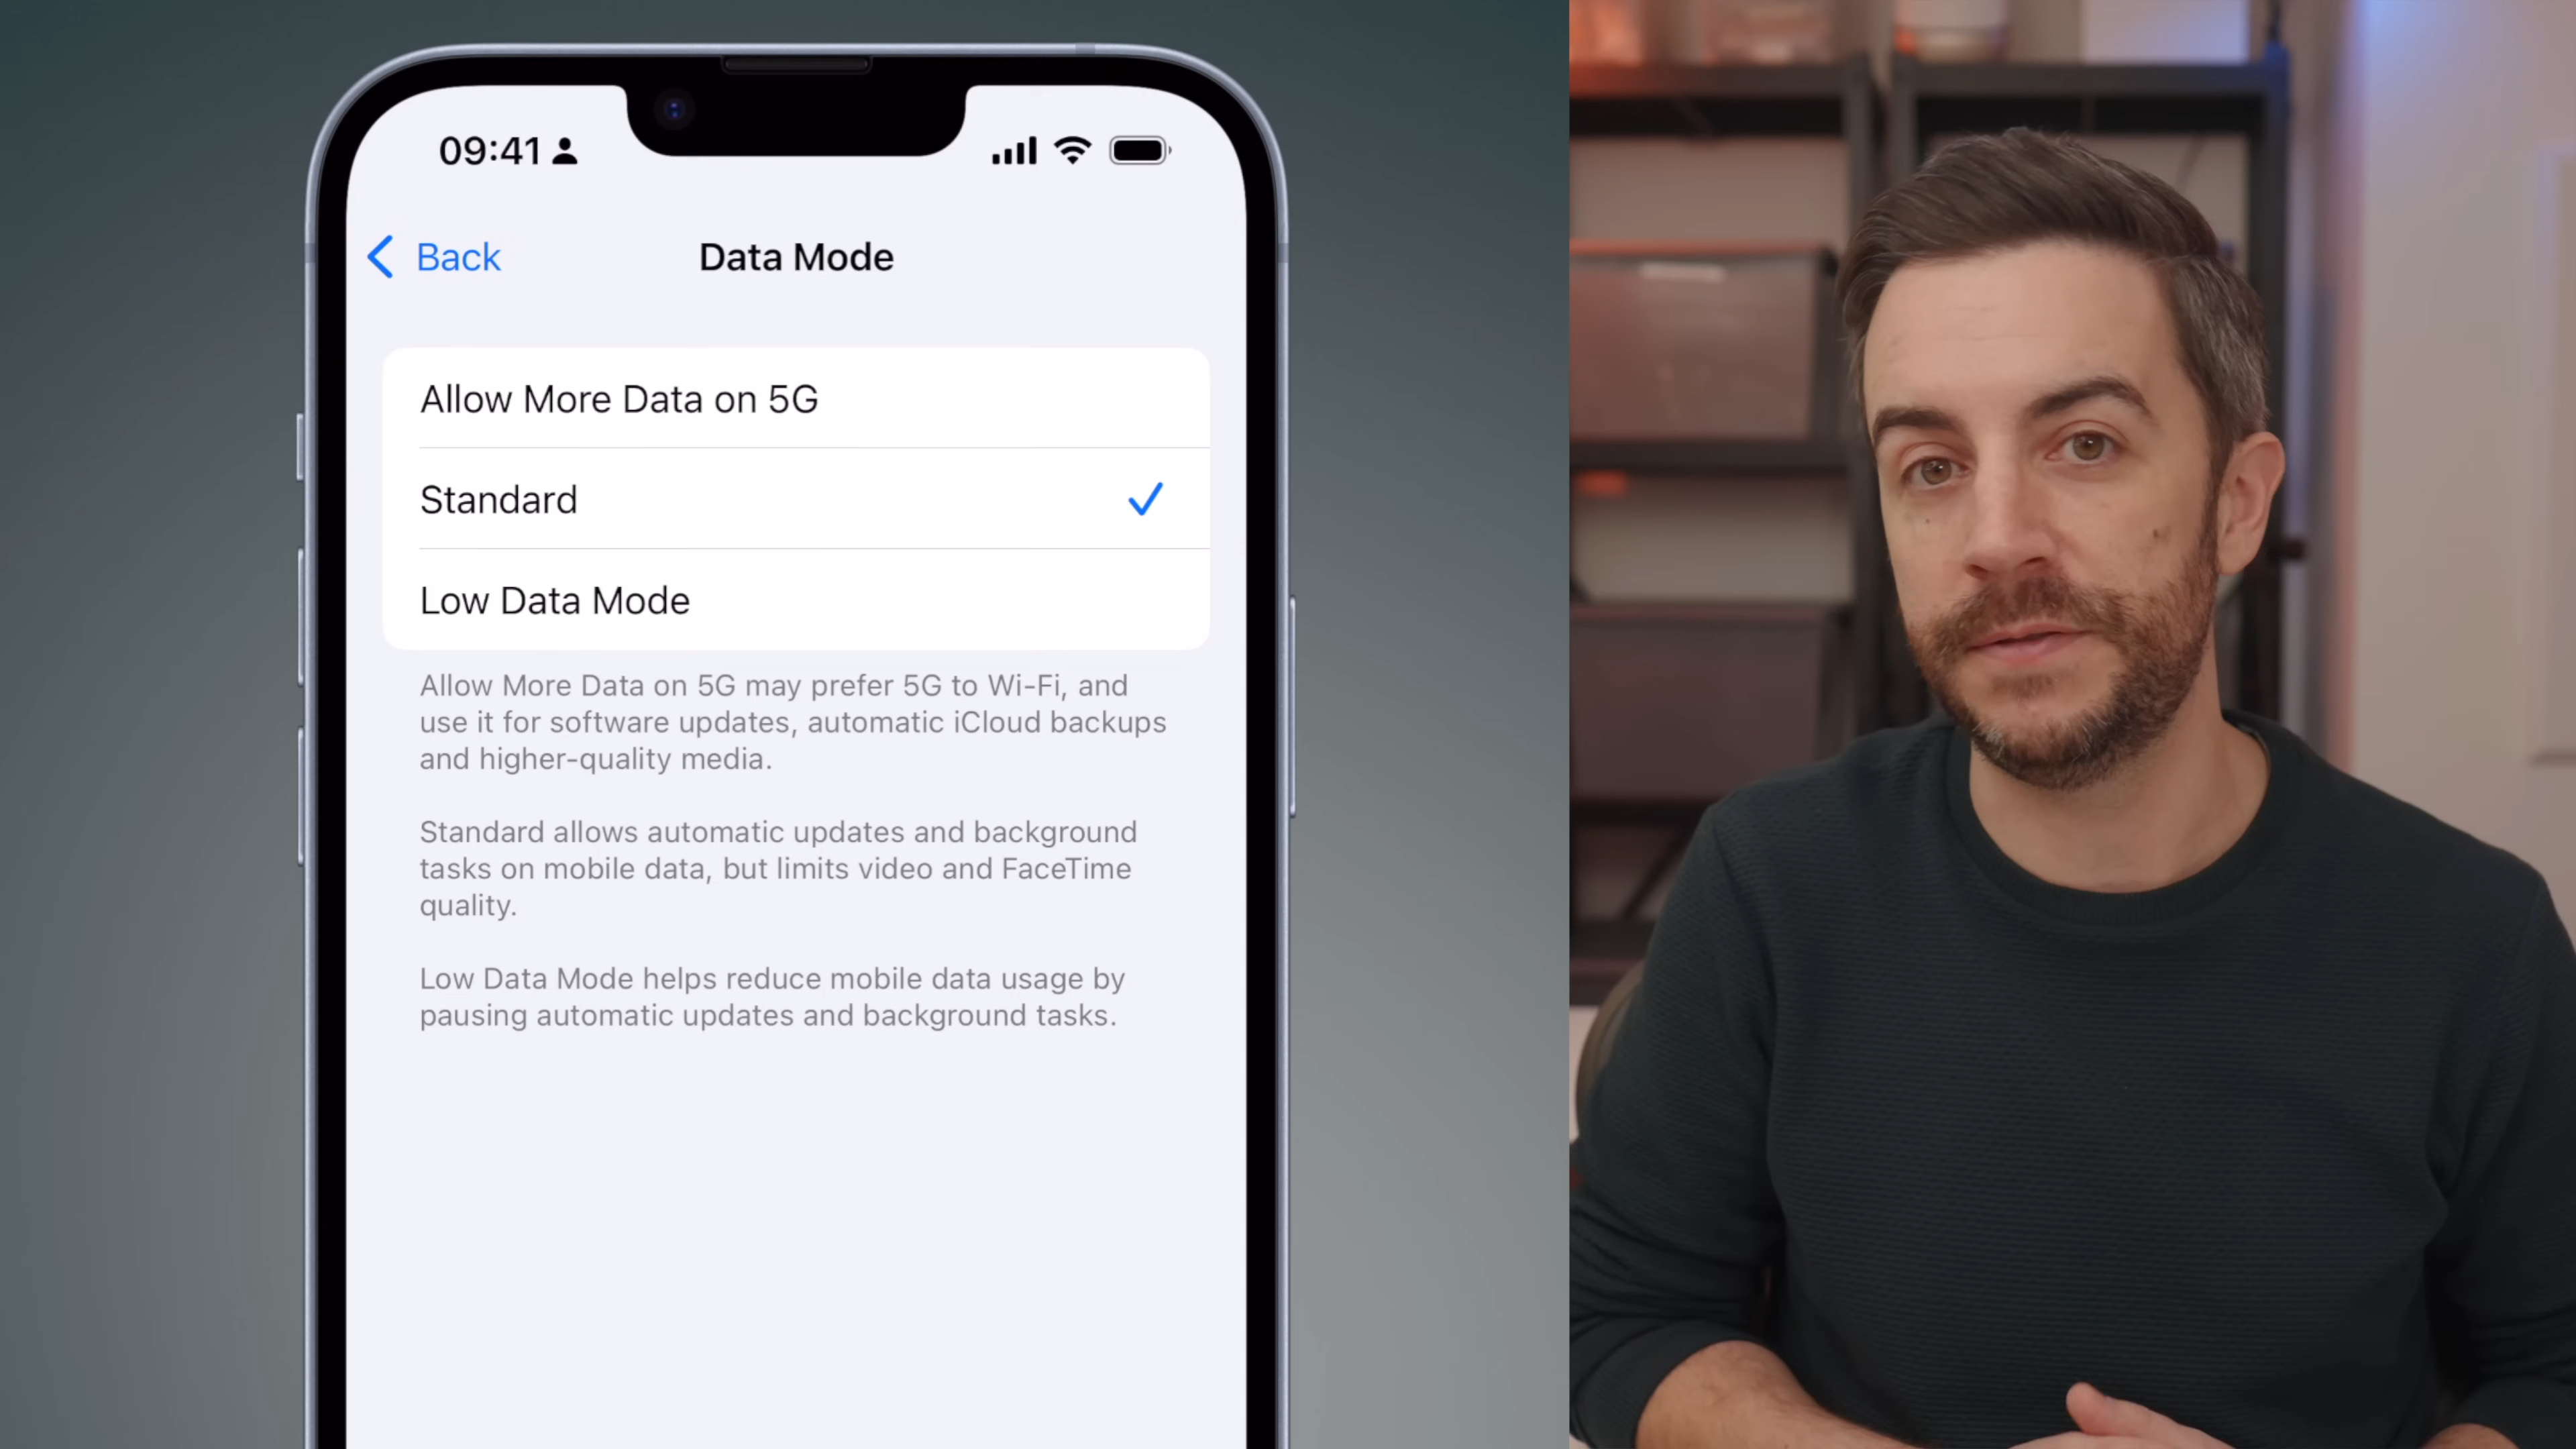 09:41
Back
Data Mode
Allow More Data on 5G
Standard
Low Data Mode
Allow More Data on 5G may prefer 5G to Wi-Fi, and
use it for software updates, automatic iCloud backups
and higher-quality media.
Standard allows automatic updates and background
tasks on mobile data, but limits video and FaceTime
quality.
Low Data Mode helps reduce mobile data usage by
pausing automatic updates and background tasks.